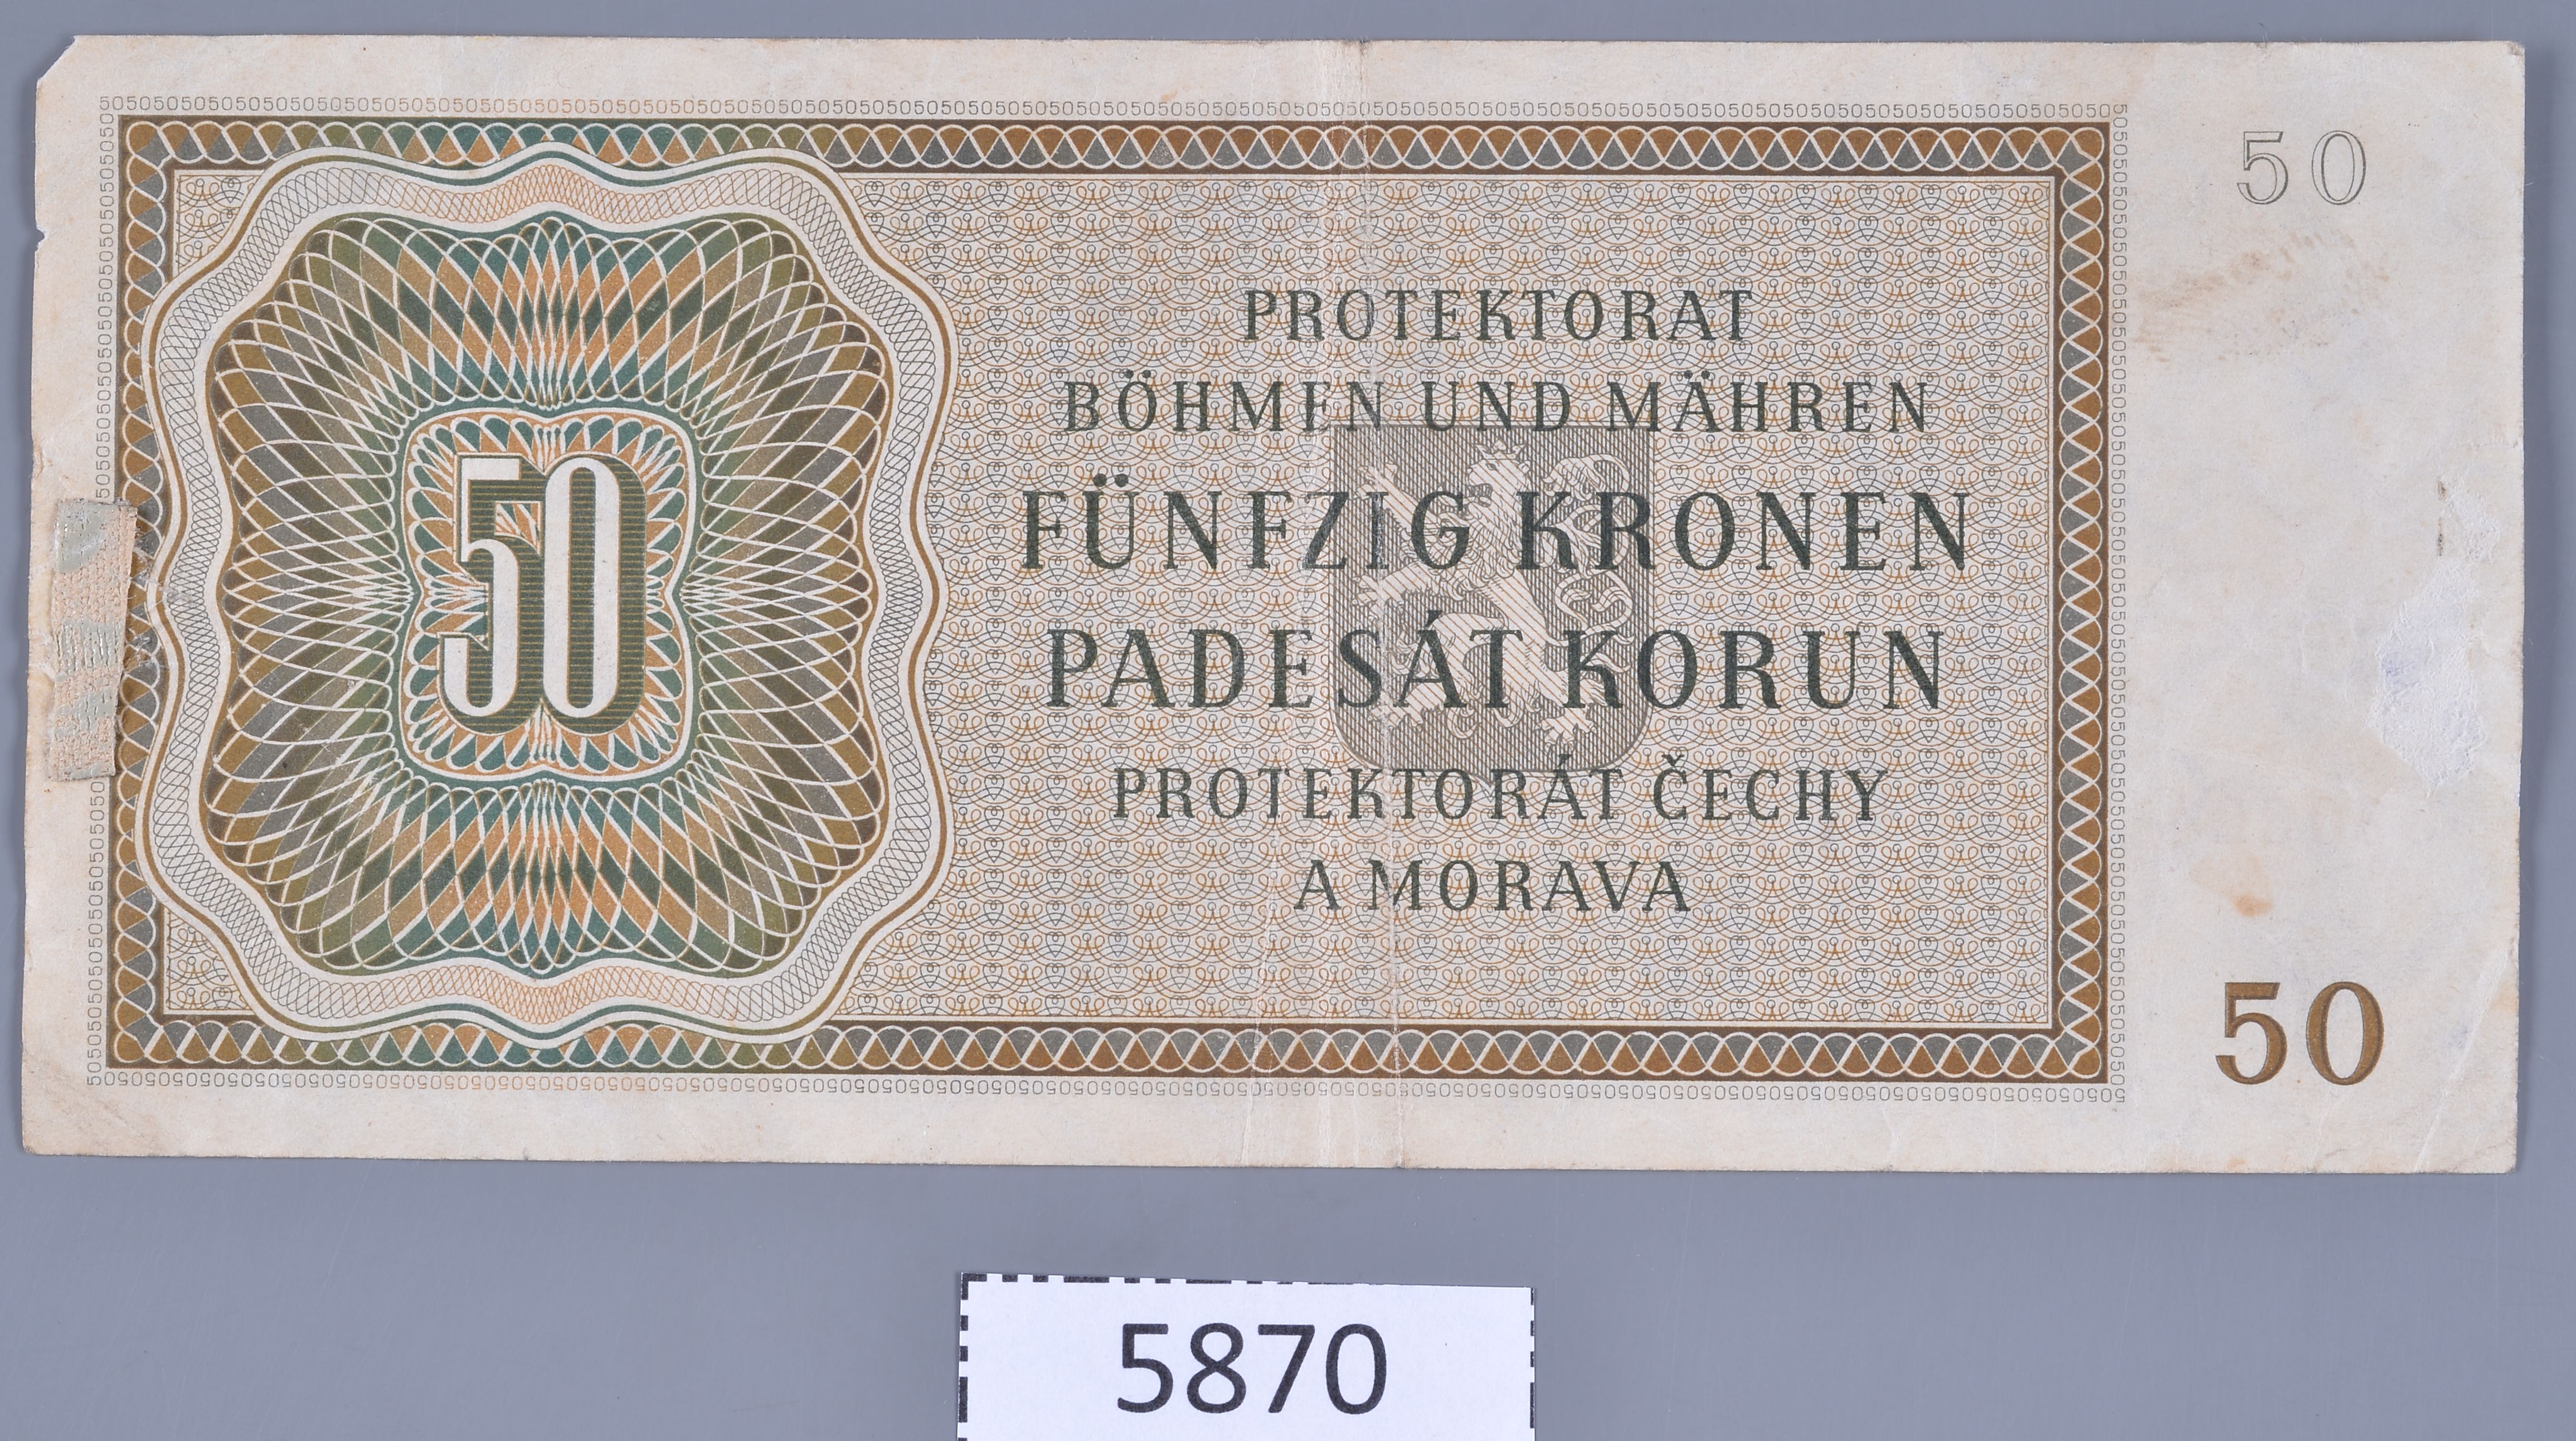 50
PROTEKTORAT
BÖHMEN UND MÄHREN
FÜNFZIG KRONEN
PADESÁT KORUN
PROTEKTORÁT ČECHY
A MORAVA
50
50
5870